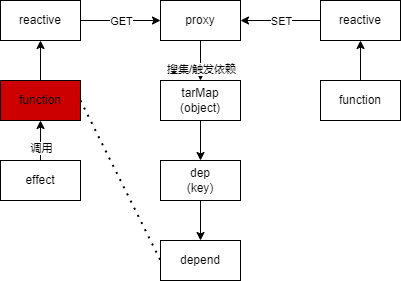 reactive
GET
proxy
SET
reactive
搜集/触发依赖
function
tarMap
(object)
function
调用
effect
dep
(key)
depend